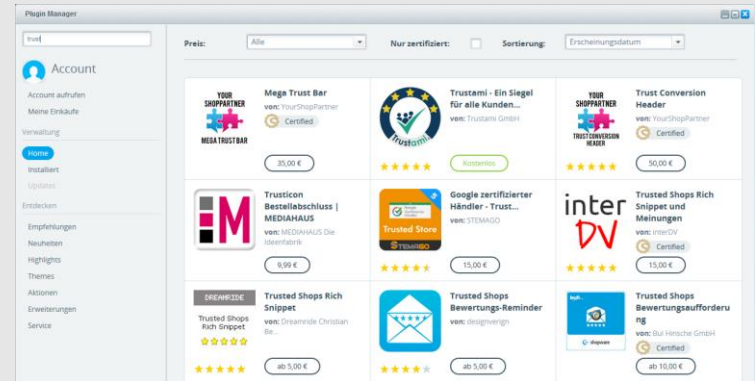 Plugin Manager
trust
Preis:
Alle
Nur zertifiziert:
Sortierung:
Erscheinungsdatum
Account
Account aufrufen
Meine Einkäufe
Verwaltung
Home
Installiert
Updates
Entdecken
Empfehlungen
Neuheiten
Highlights
Themes
Aktionen
Erweiterungen
Service
YOUR
SHOPPARTNER
MEGA TRUST BAR
Mega Trust Bar
von: YourShopPartner
Certified
35,00 €
Trustami
Trustami - Ein Siegel
für alle Kunden...
von: Trustami GmbH
Kostenlos
YOUR
SHOPPARTNER
TRUST CONVERSION
HEADER
Trust Conversion
Header
von: YourShopPartner
Certified
50,00 €
Trusticon
Bestellabschluss |
MEDIAHAUS
von: MEDIAHAUS Die
Ideenfabrik
9,99 €
Trusted Store
STEMAGO
Google zertifizierter
Händler - Trust...
von: STEMAGO
15,00 €
inter
DV
Trusted Shops Rich
Snippet und
Meinungen
von: interDV
Certified
15,00 €
DREAMRIDE
Trusted Shops
Rich Snippet
Trusted Shops Rich
Snippet
von: Dreamride Christian
Be...
ab 5,00 €
Trusted Shops
Bewertungs-Reminder
von: designverign
ab 5,00 €
shopware
Trusted Shops
Bewertungsaufforderu
ng
von: Bui Hinsche GmbH
Certified
ab 10,00 €